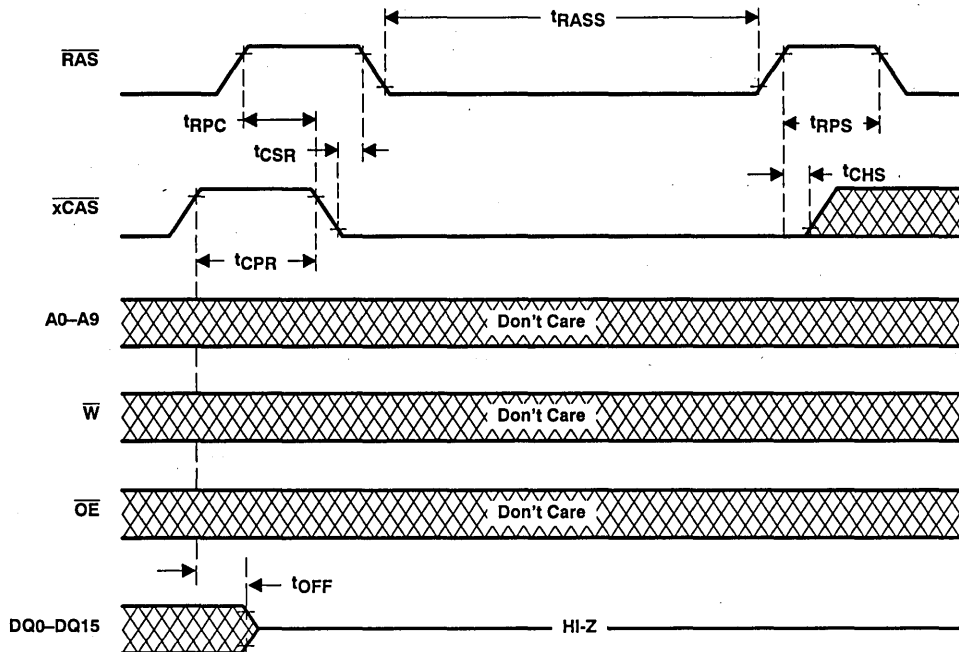 tRASS
RAS
tRPC
tRPS
tCSR
tCHS
xCAS
tCPR
A0–A9
Don't Care
W
Don't Care
OE
Don't Care
tOFF
DQ0–DQ15
HI-Z